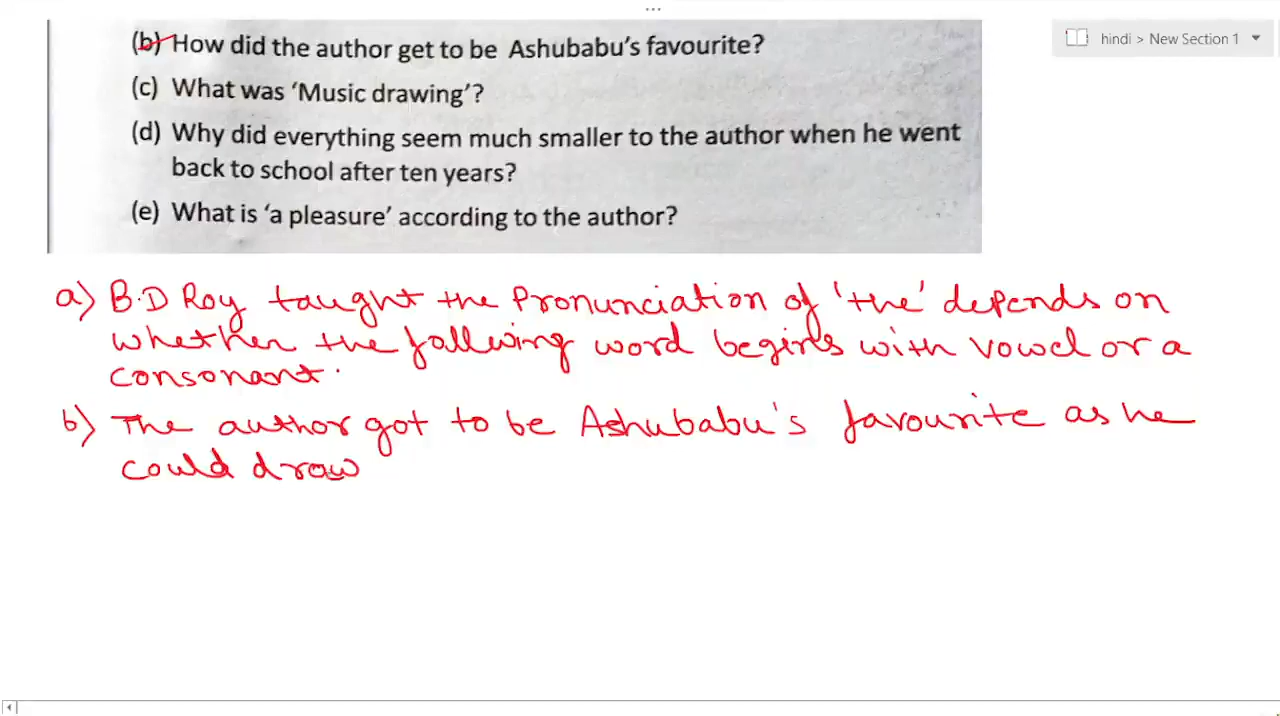 ...
hindi > New Section 1
(b) How did the author get to be Ashubabu's favourite?
(c) What was 'Music drawing'?
(d) Why did everything seem much smaller to the author when he went
back to school after ten years?
(e) What is 'a pleasure' according to the author?
a) B.D Roy taught the Pronunciation of 'the' depends on
whether the follwing word begins with vowel or a
consonant.
b) The author got to be Ashubabu's favourite as he
could draw